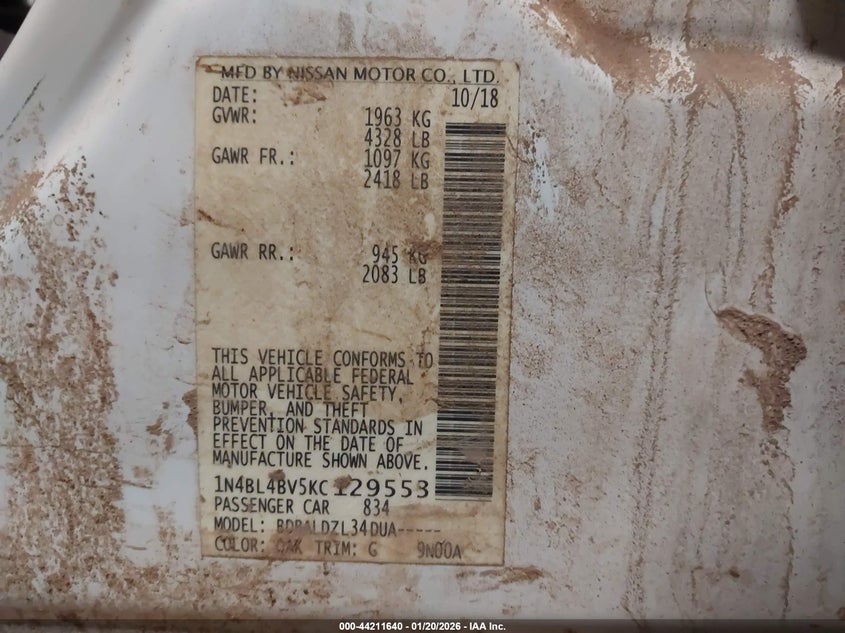 MFD BY NISSAN MOTOR CO., LTD.
DATE: 10/18
GVWR: 1963 KG
4328 LB
GAWR FR.: 1097 KG
2418 LB
GAWR RR.: 945 KG
2083 LB
THIS VEHICLE CONFORMS TO
ALL APPLICABLE FEDERAL
MOTOR VEHICLE SAFETY,
BUMPER, AND THEFT
PREVENTION STANDARDS IN
EFFECT ON THE DATE OF
MANUFACTURE SHOWN ABOVE.
1N4BL4BV5KC129553
PASSENGER CAR 834
MODEL:
COLOR: QAK TRIM: G 9N00A
000-44211640 - 01/20/2026 - IAA Inc.